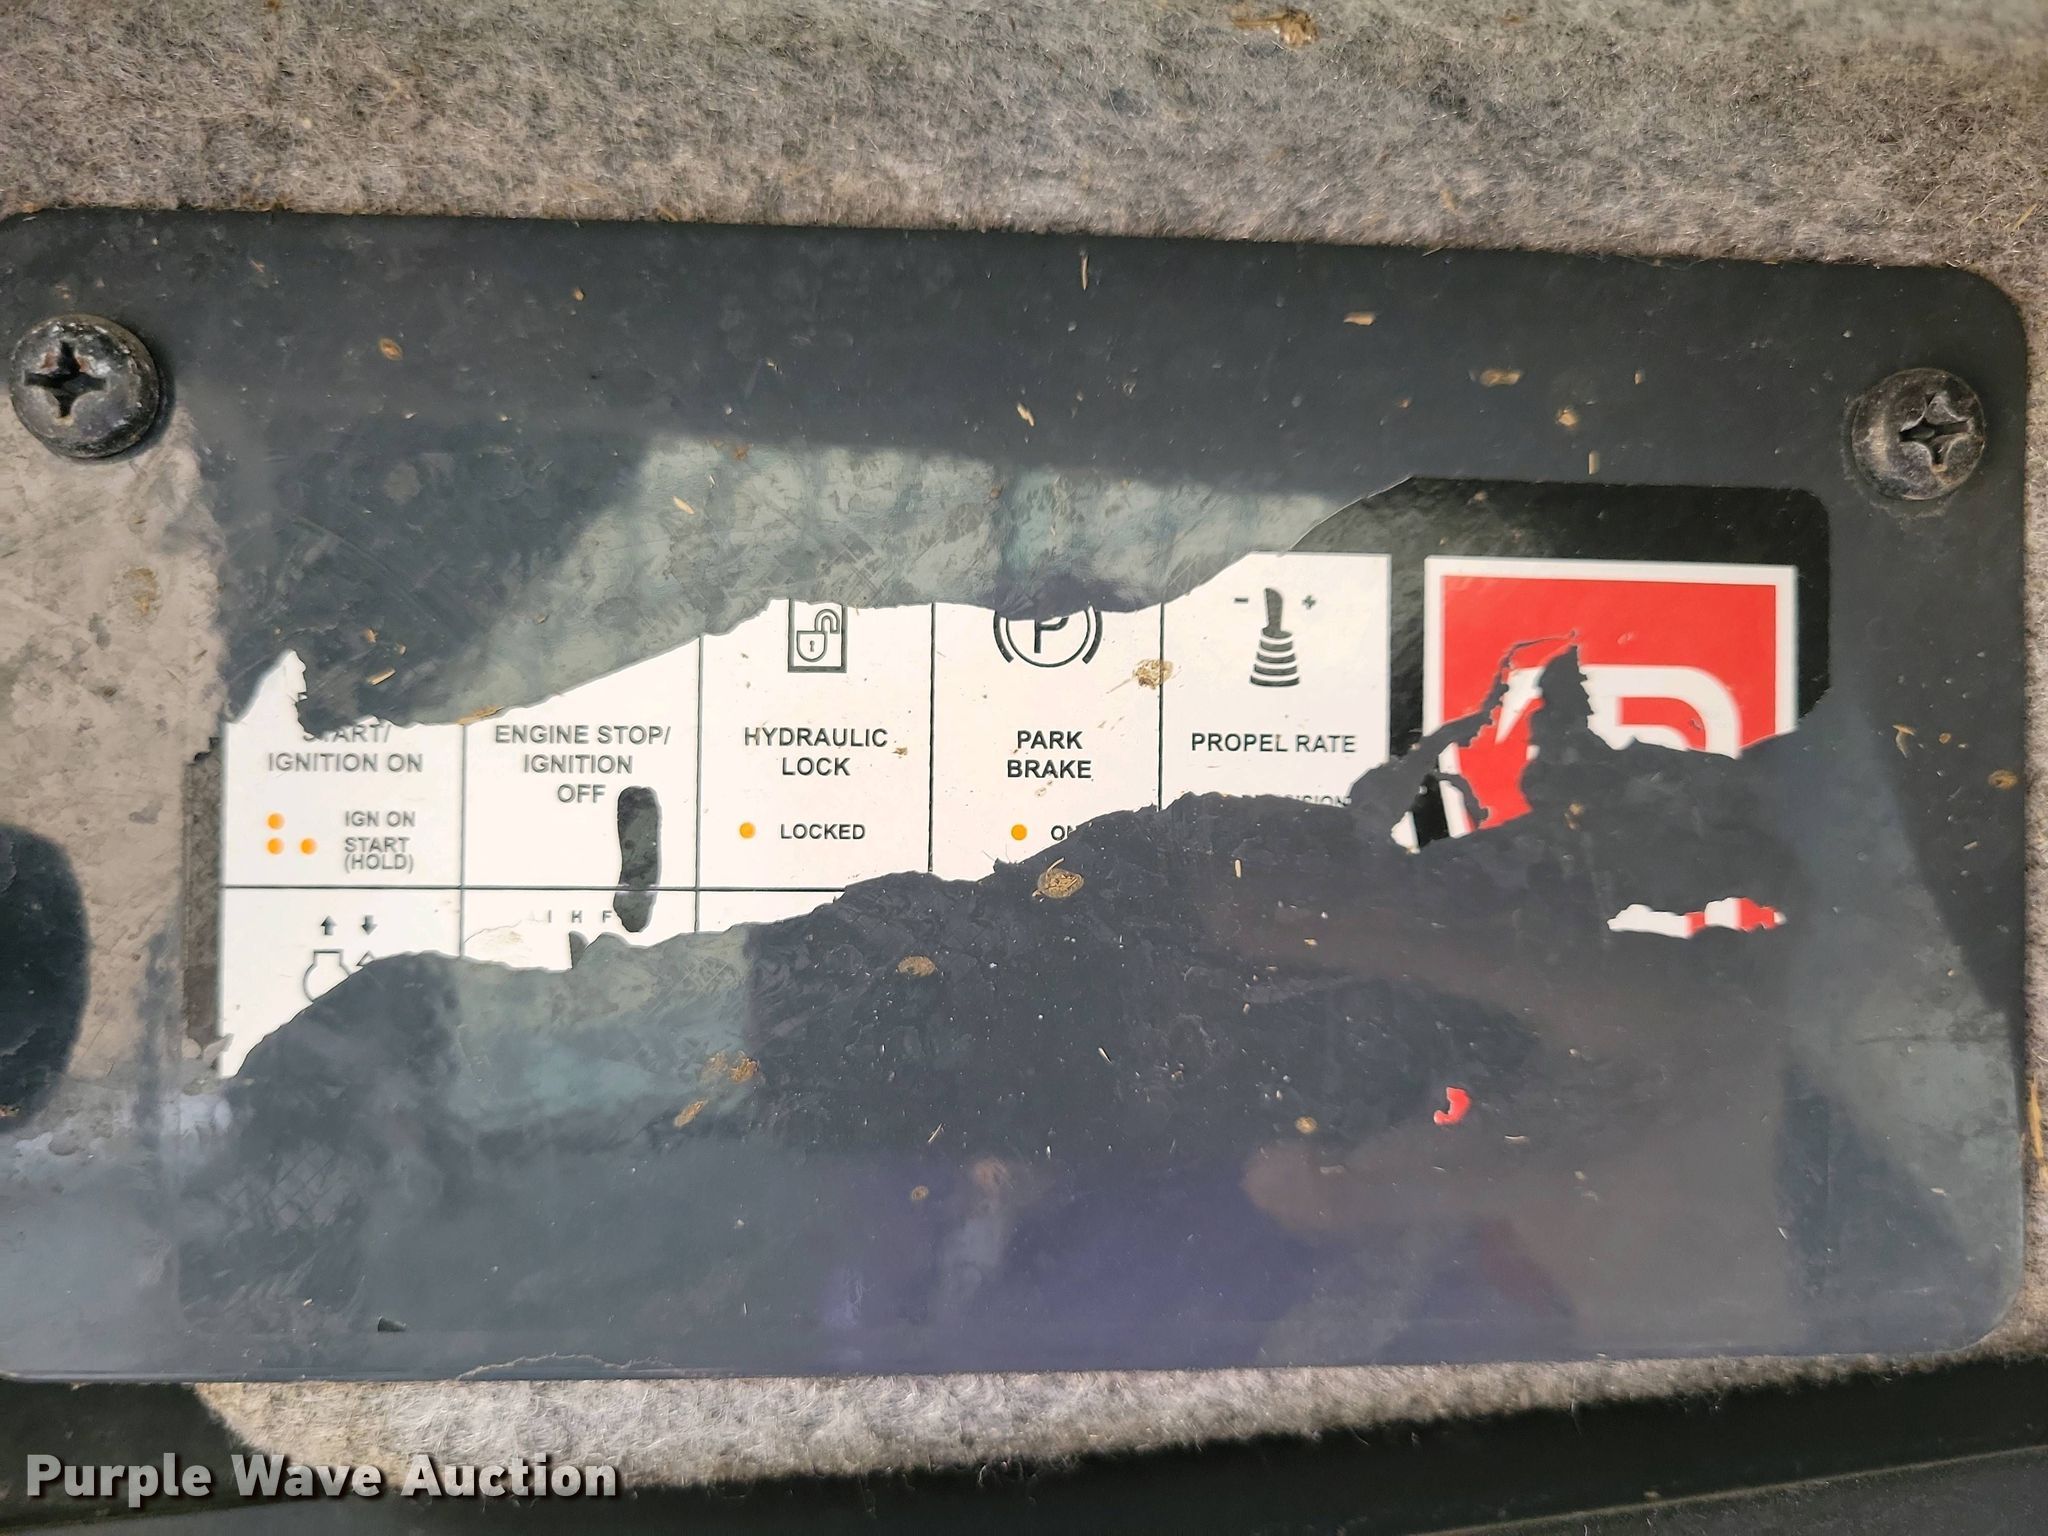 START/
IGNITION ON
IGN ON
START
(HOLD)
ENGINE STOP/
IGNITION
OFF
HYDRAULIC
LOCK
LOCKED
P
PARK
BRAKE
ON
- +
PROPEL RATE
I H F
Purple Wave Auction